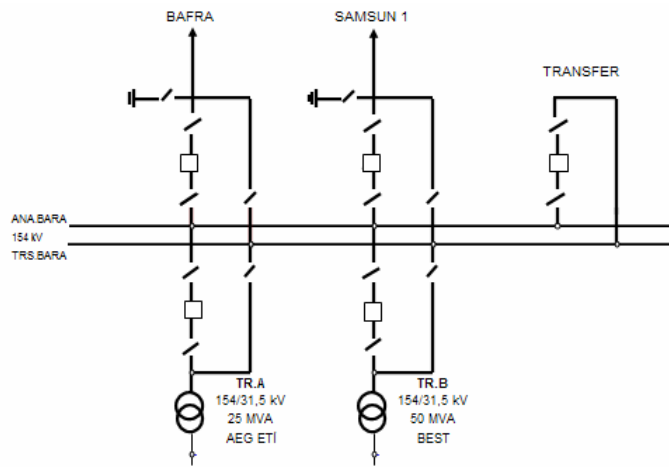 BAFRA
SAMSUN 1
TRANSFER
ANA.BARA
154 kV
TRS.BARA
TR.A
154/31,5 kV
25 MVA
AEG ETİ
TR.B
154/31,5 kV
50 MVA
BEST